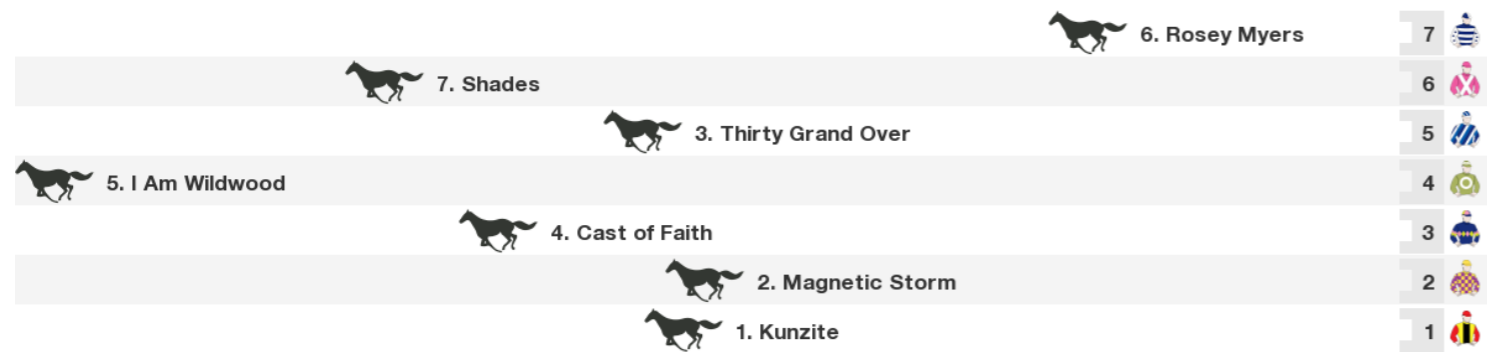 6. Rosey Myers 7
7. Shades 6
3. Thirty Grand Over 5
5. I Am Wildwood 4
4. Cast of Faith 3
2. Magnetic Storm 2
1. Kunzite 1